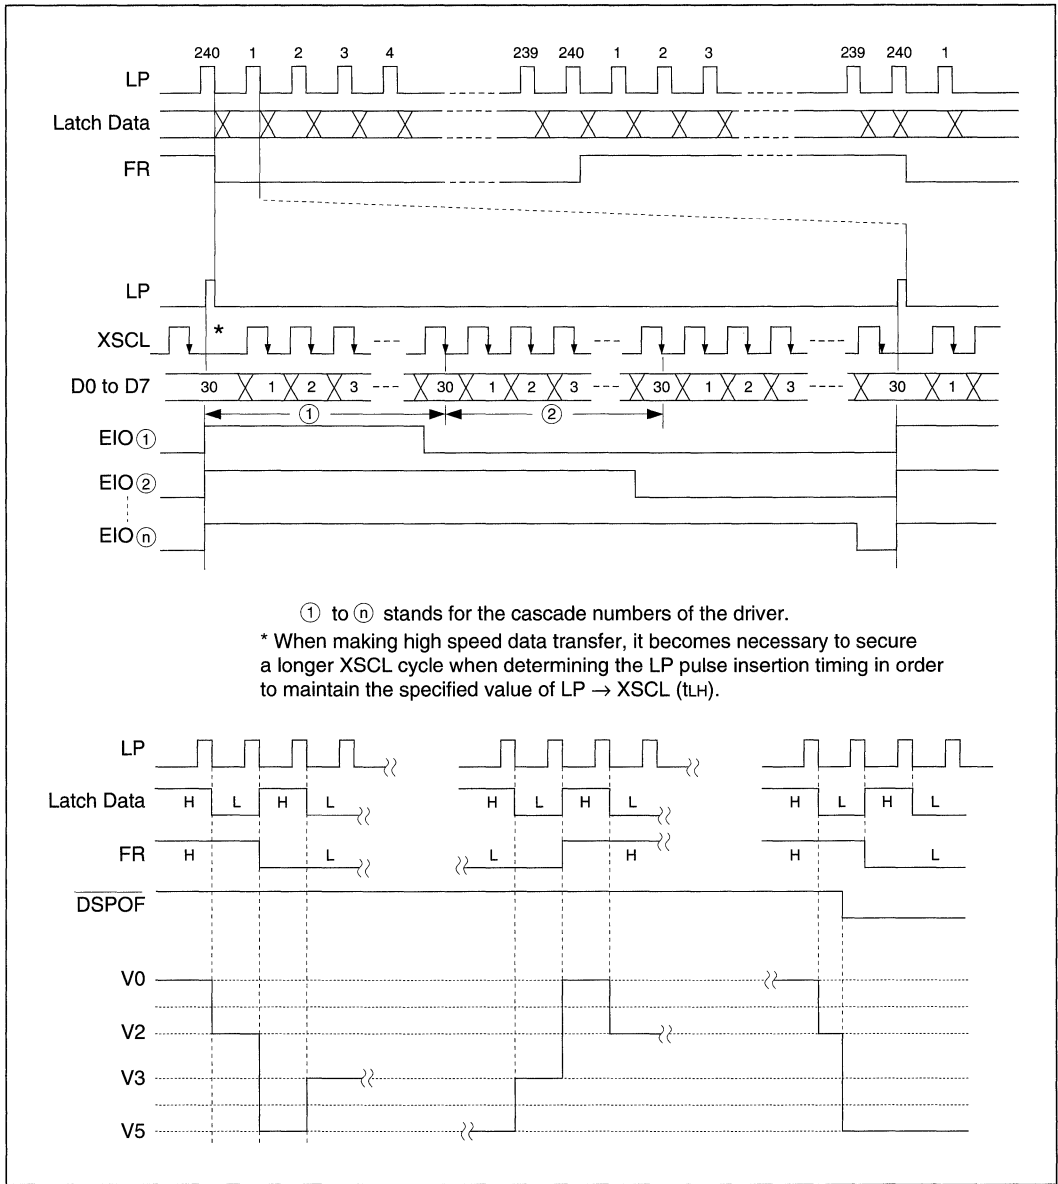 240 1 2 3 4 239 240 1 2 3 239 240 1
LP
Latch Data
FR
LP
XSCL *
D0 to D7 30 1 2 3 30 1 2 3 30 1 2 3 30 1
① ②
EIO①
EIO②
EIOⓝ
① to ⓝ stands for the cascade numbers of the driver.
* When making high speed data transfer, it becomes necessary to secure
a longer XSCL cycle when determining the LP pulse insertion timing in order
to maintain the specified value of LP → XSCL (tLH).
LP
Latch Data H L H L H L H L H L H L
FR H L L H H L
DSPOF
V0
V2
V3
V5